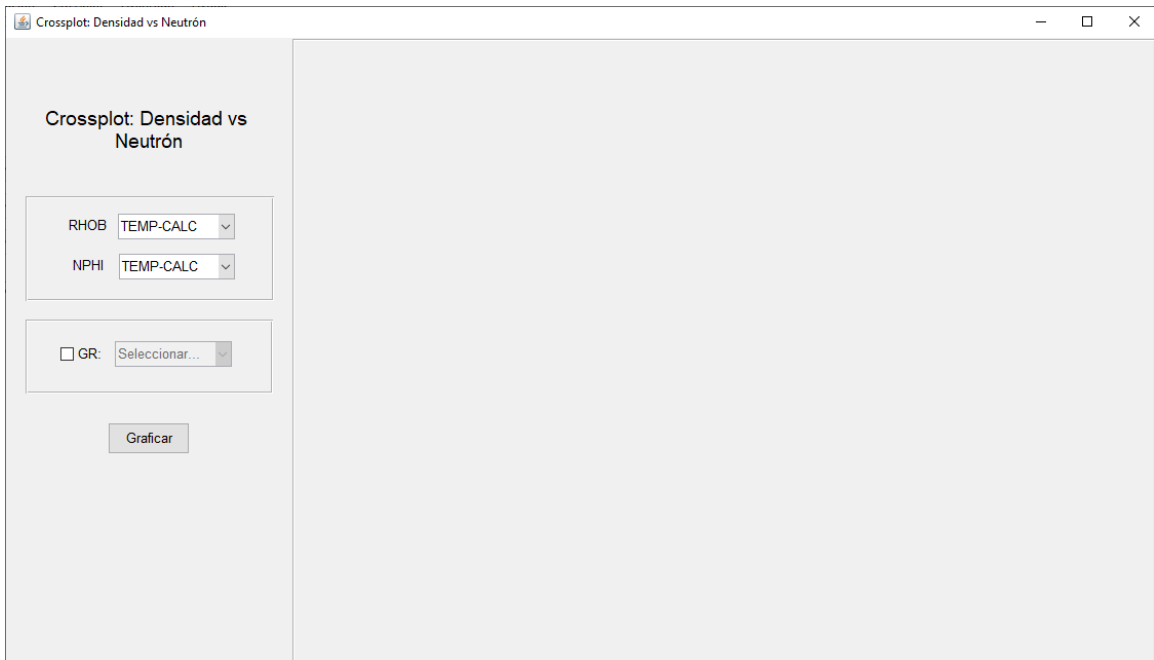 Crossplot: Densidad vs Neutrón
Crossplot: Densidad vs
Neutrón
RHOB TEMP-CALC
NPHI TEMP-CALC
GR: Seleccionar...
Graficar